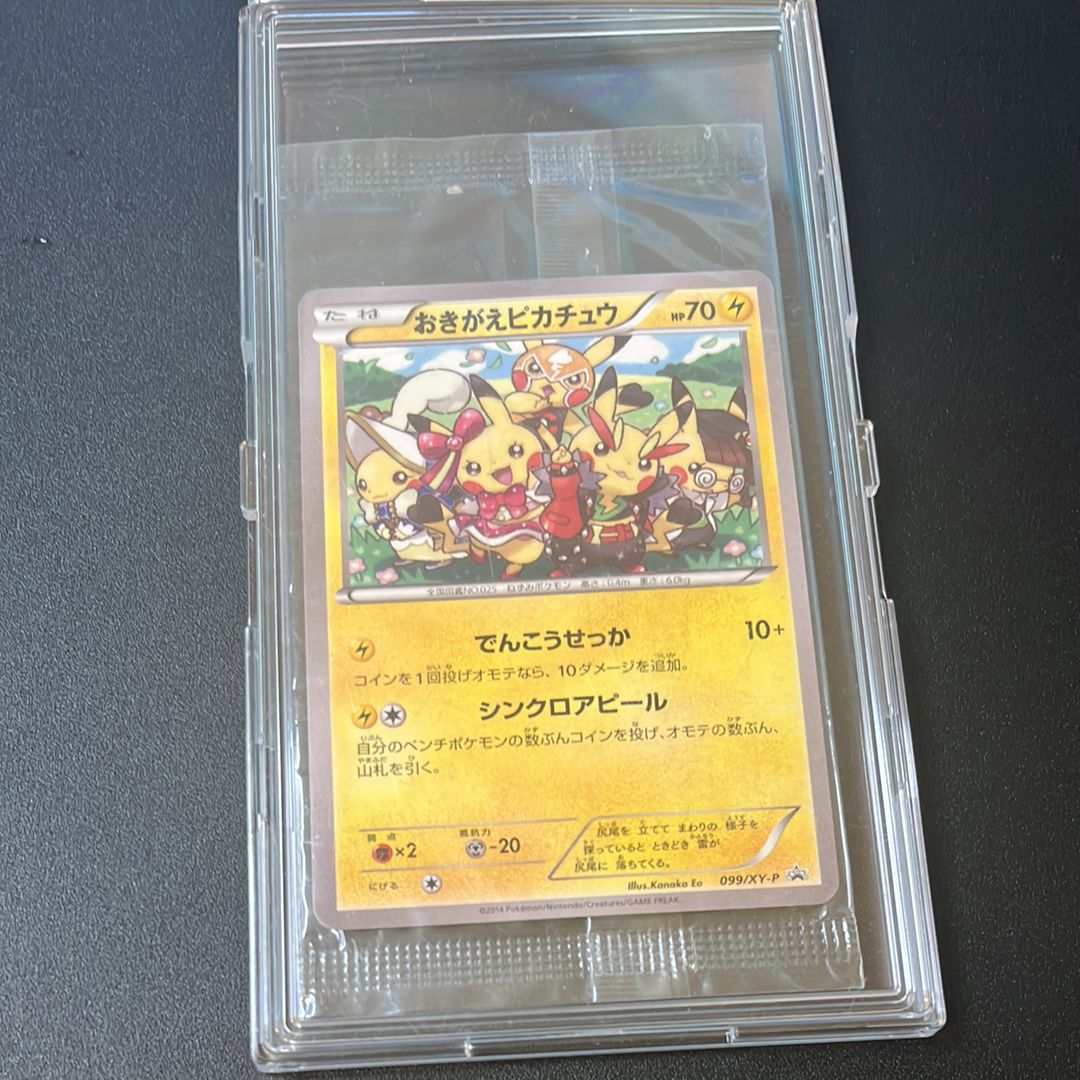 たね
おきがえピカチュウ
HP70
全国図鑑NO.025 ねずみポケモン 高さ:0.4m 重さ:6.0kg
でんこうせっか 10+
コインを1回投げオモテなら、10ダメージを追加。
シンクロアピール
自分のベンチポケモンの数ぶんコインを投げ、オモテの数ぶん、
山札を引く。
弱点 抵抗力
×2 -20
にげる
尻尾を 立てて まわりの 様子を
探っていると ときどき 雷が
尻尾に 落ちてくる。
Illus.Kanako Eo 099/XY-P
©2014 Pokémon/Nintendo/Creatures/GAME FREAK.